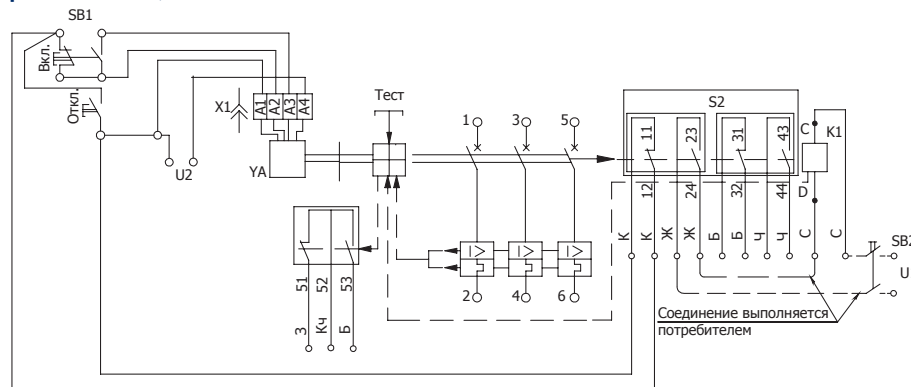 SB1
Вкл.
Откл.
X1
A1
A2
A3
A4
U2
YA
Тест
1
3
5
S2
11
23
31
43
C
K1
12
24
32
44
D
К
К
Ж
Ж
Б
Б
Ч
Ч
С
С
SB2
U
51
52
53
З
Кч
Б
I>
I>
I>
2
4
6
Соединение выполняется
потребителем